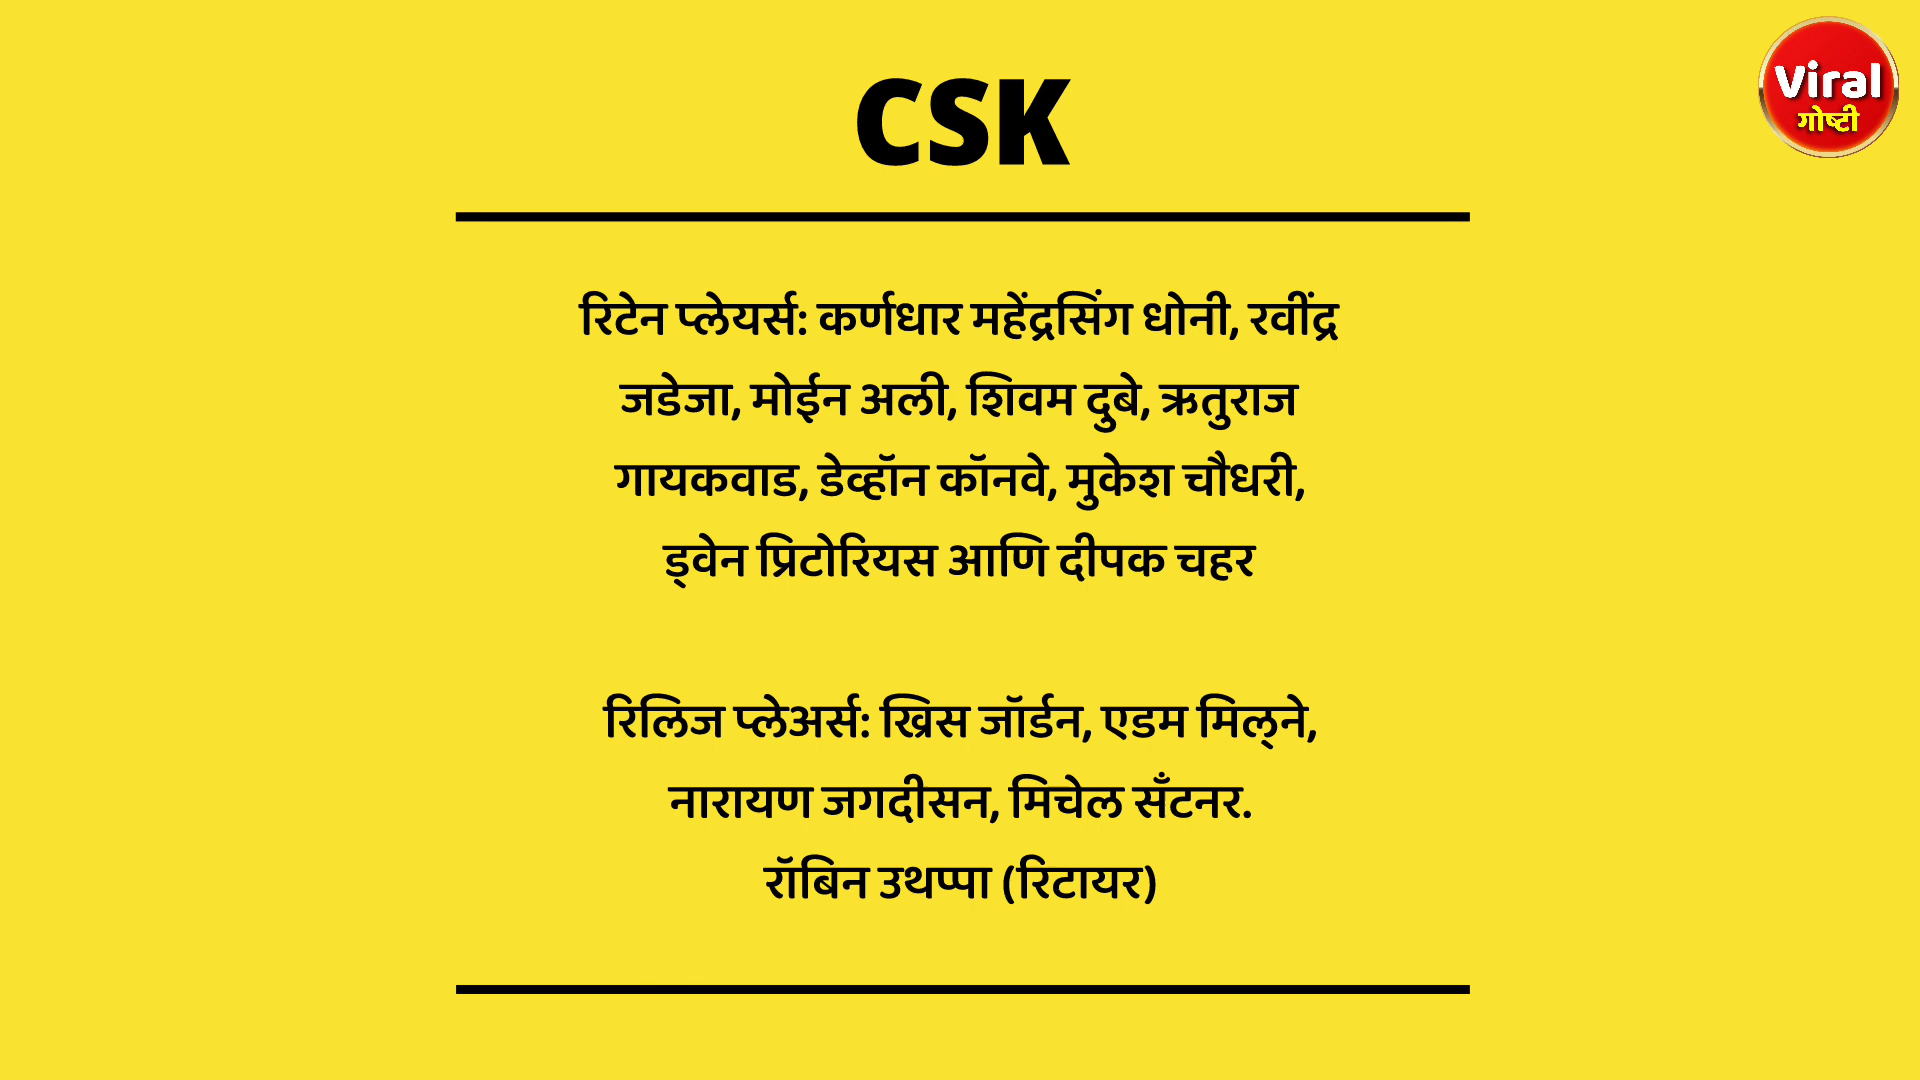 CSK
Viral
गोष्टी
रिटेन प्लेयर्स: कर्णधार महेंद्रसिंग धोनी, रवींद्र
जडेजा, मोईन अली, शिवम दुबे, ऋतुराज
गायकवाड, डेव्हॉन कॉनवे, मुकेश चौधरी,
ड्वेन प्रिटोरियस आणि दीपक चहर
रिलिज प्लेअर्स: ख्रिस जॉर्डन, एडम मिल्ने,
नारायण जगदीसन, मिचेल सँटनर.
रॉबिन उथप्पा (रिटायर)